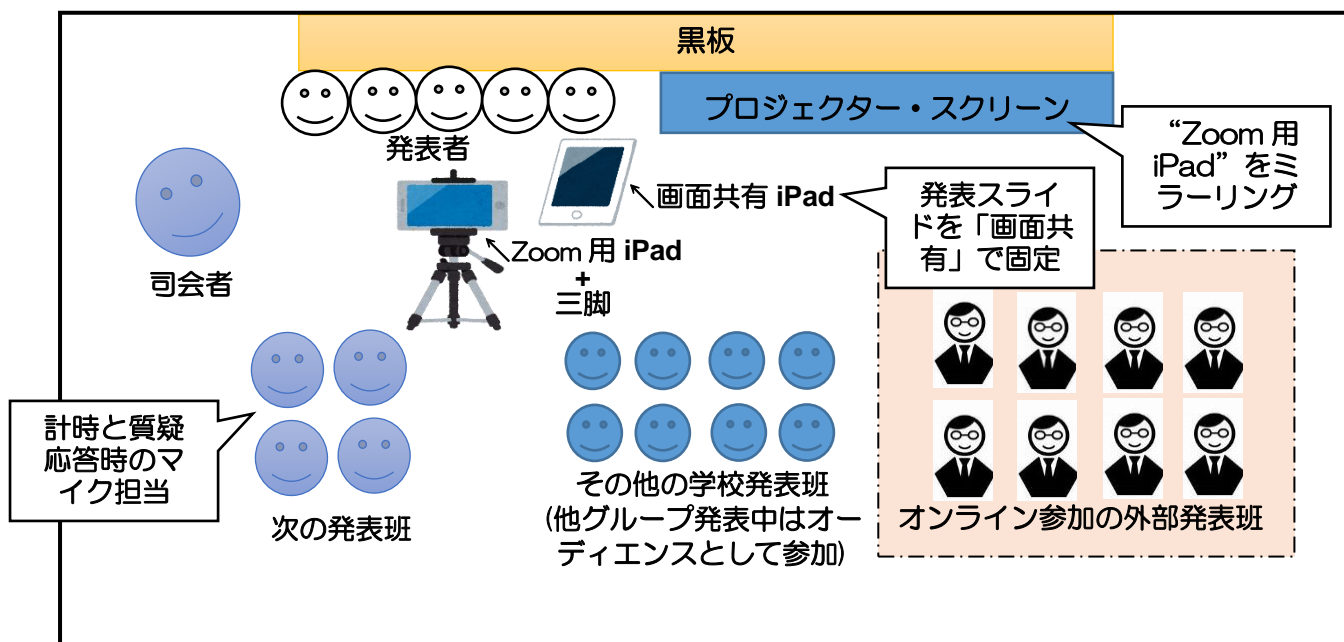 黒板
プロジェクター・スクリーン
“Zoom 用
iPad”をミ
ラーリング
発表者
画面共有 iPad
発表スライ
ドを「画面共
有」で固定
Zoom 用 iPad
+
三脚
司会者
計時と質疑
応答時のマ
イク担当
次の発表班
その他の学校発表班
(他グループ発表中はオー
ディエンスとして参加)
オンライン参加の外部発表班